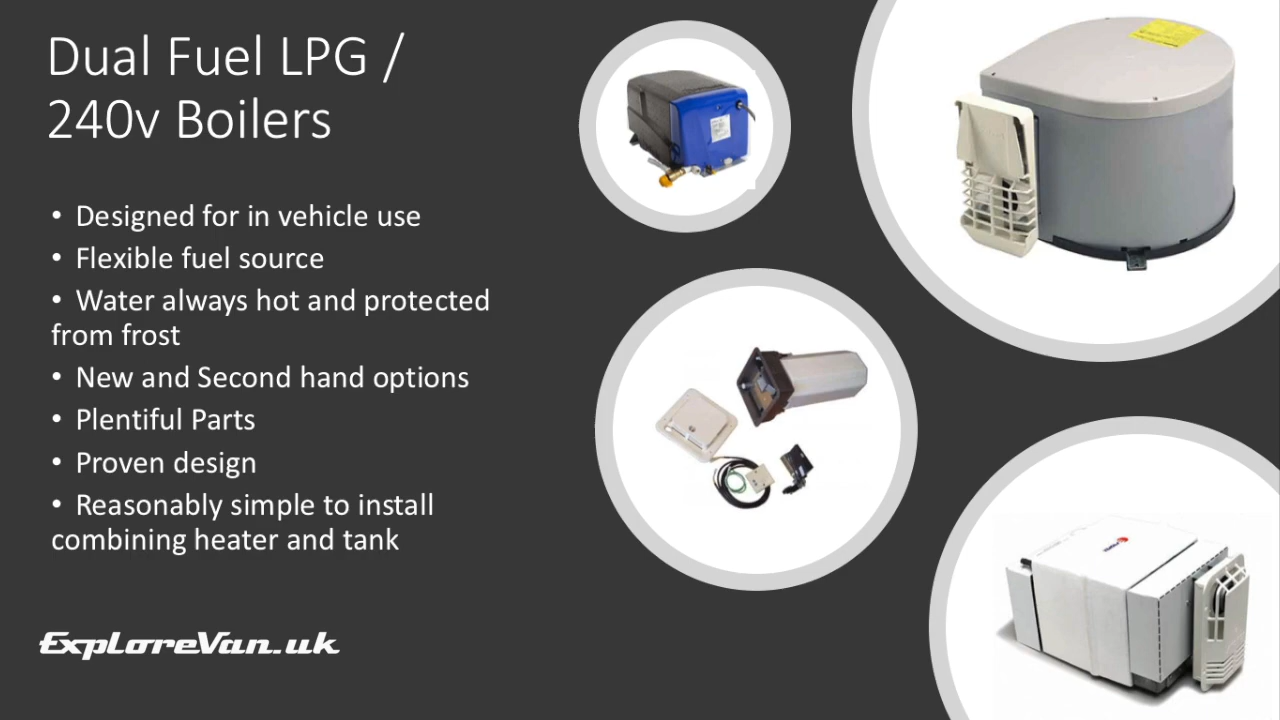 Dual Fuel LPG /
240v Boilers
• Designed for in vehicle use
• Flexible fuel source
• Water always hot and protected
from frost
• New and Second hand options
• Plentiful Parts
• Proven design
• Reasonably simple to install
combining heater and tank
ExploreVan.uk